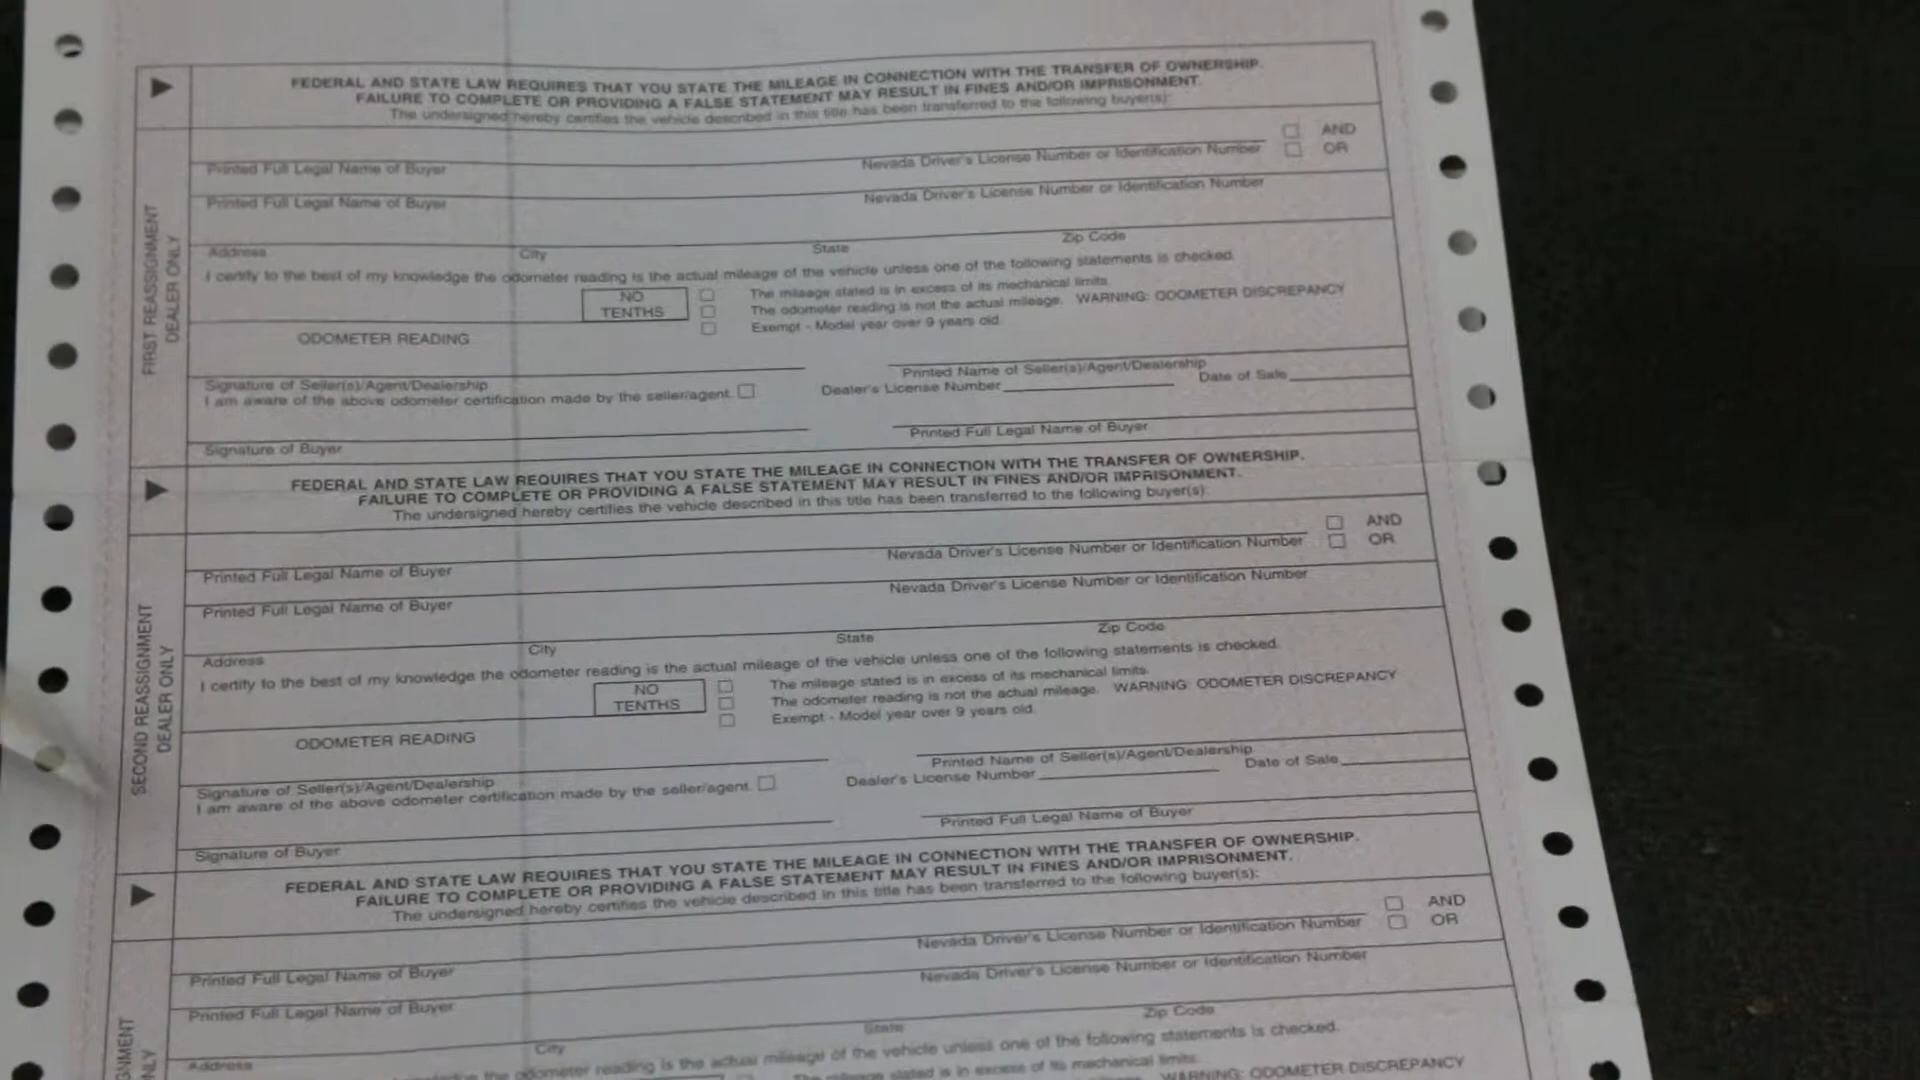 FEDERAL AND STATE LAW REQUIRES THAT YOU STATE THE MILEAGE IN CONNECTION WITH THE TRANSFER OF OWNERSHIP.
FAILURE TO COMPLETE OR PROVIDING A FALSE STATEMENT MAY RESULT IN FINES AND/OR IMPRISONMENT.
The undersigned hereby certifies the vehicle described in this title has been transferred to the following buyer(s):
FIRST REASSIGNMENT
DEALER ONLY
AND
Printed Full Legal Name of Buyer Nevada Driver's License Number or Identification Number OR
Printed Full Legal Name of Buyer Nevada Driver's License Number or Identification Number
Address City State Zip Code
I certify to the best of my knowledge the odometer reading is the actual mileage of the vehicle unless one of the following statements is checked.
NO
TENTHS
The mileage stated is in excess of its mechanical limits.
The odometer reading is not the actual mileage. WARNING: ODOMETER DISCREPANCY
Exempt - Model year over 9 years old.
ODOMETER READING
Signature of Seller(s)/Agent/Dealership Printed Name of Seller(s)/Agent/Dealership
I am aware of the above odometer certification made by the seller/agent. Dealer's License Number Date of Sale
Signature of Buyer Printed Full Legal Name of Buyer
FEDERAL AND STATE LAW REQUIRES THAT YOU STATE THE MILEAGE IN CONNECTION WITH THE TRANSFER OF OWNERSHIP.
FAILURE TO COMPLETE OR PROVIDING A FALSE STATEMENT MAY RESULT IN FINES AND/OR IMPRISONMENT.
The undersigned hereby certifies the vehicle described in this title has been transferred to the following buyer(s):
SECOND REASSIGNMENT
DEALER ONLY
AND
Printed Full Legal Name of Buyer Nevada Driver's License Number or Identification Number OR
Printed Full Legal Name of Buyer Nevada Driver's License Number or Identification Number
Address City State Zip Code
I certify to the best of my knowledge the odometer reading is the actual mileage of the vehicle unless one of the following statements is checked.
NO
TENTHS
The mileage stated is in excess of its mechanical limits.
The odometer reading is not the actual mileage. WARNING: ODOMETER DISCREPANCY
Exempt - Model year over 9 years old.
ODOMETER READING
Signature of Seller(s)/Agent/Dealership Printed Name of Seller(s)/Agent/Dealership
I am aware of the above odometer certification made by the seller/agent. Dealer's License Number Date of Sale
Signature of Buyer Printed Full Legal Name of Buyer
FEDERAL AND STATE LAW REQUIRES THAT YOU STATE THE MILEAGE IN CONNECTION WITH THE TRANSFER OF OWNERSHIP.
FAILURE TO COMPLETE OR PROVIDING A FALSE STATEMENT MAY RESULT IN FINES AND/OR IMPRISONMENT.
The undersigned hereby certifies the vehicle described in this title has been transferred to the following buyer(s):
AND
Printed Full Legal Name of Buyer Nevada Driver's License Number or Identification Number OR
Printed Full Legal Name of Buyer Nevada Driver's License Number or Identification Number
Address City State Zip Code
the odometer reading is the actual mileage of the vehicle unless one of the following statements is checked.
The mileage stated is in excess of its mechanical limits.
WARNING: ODOMETER DISCREPANCY